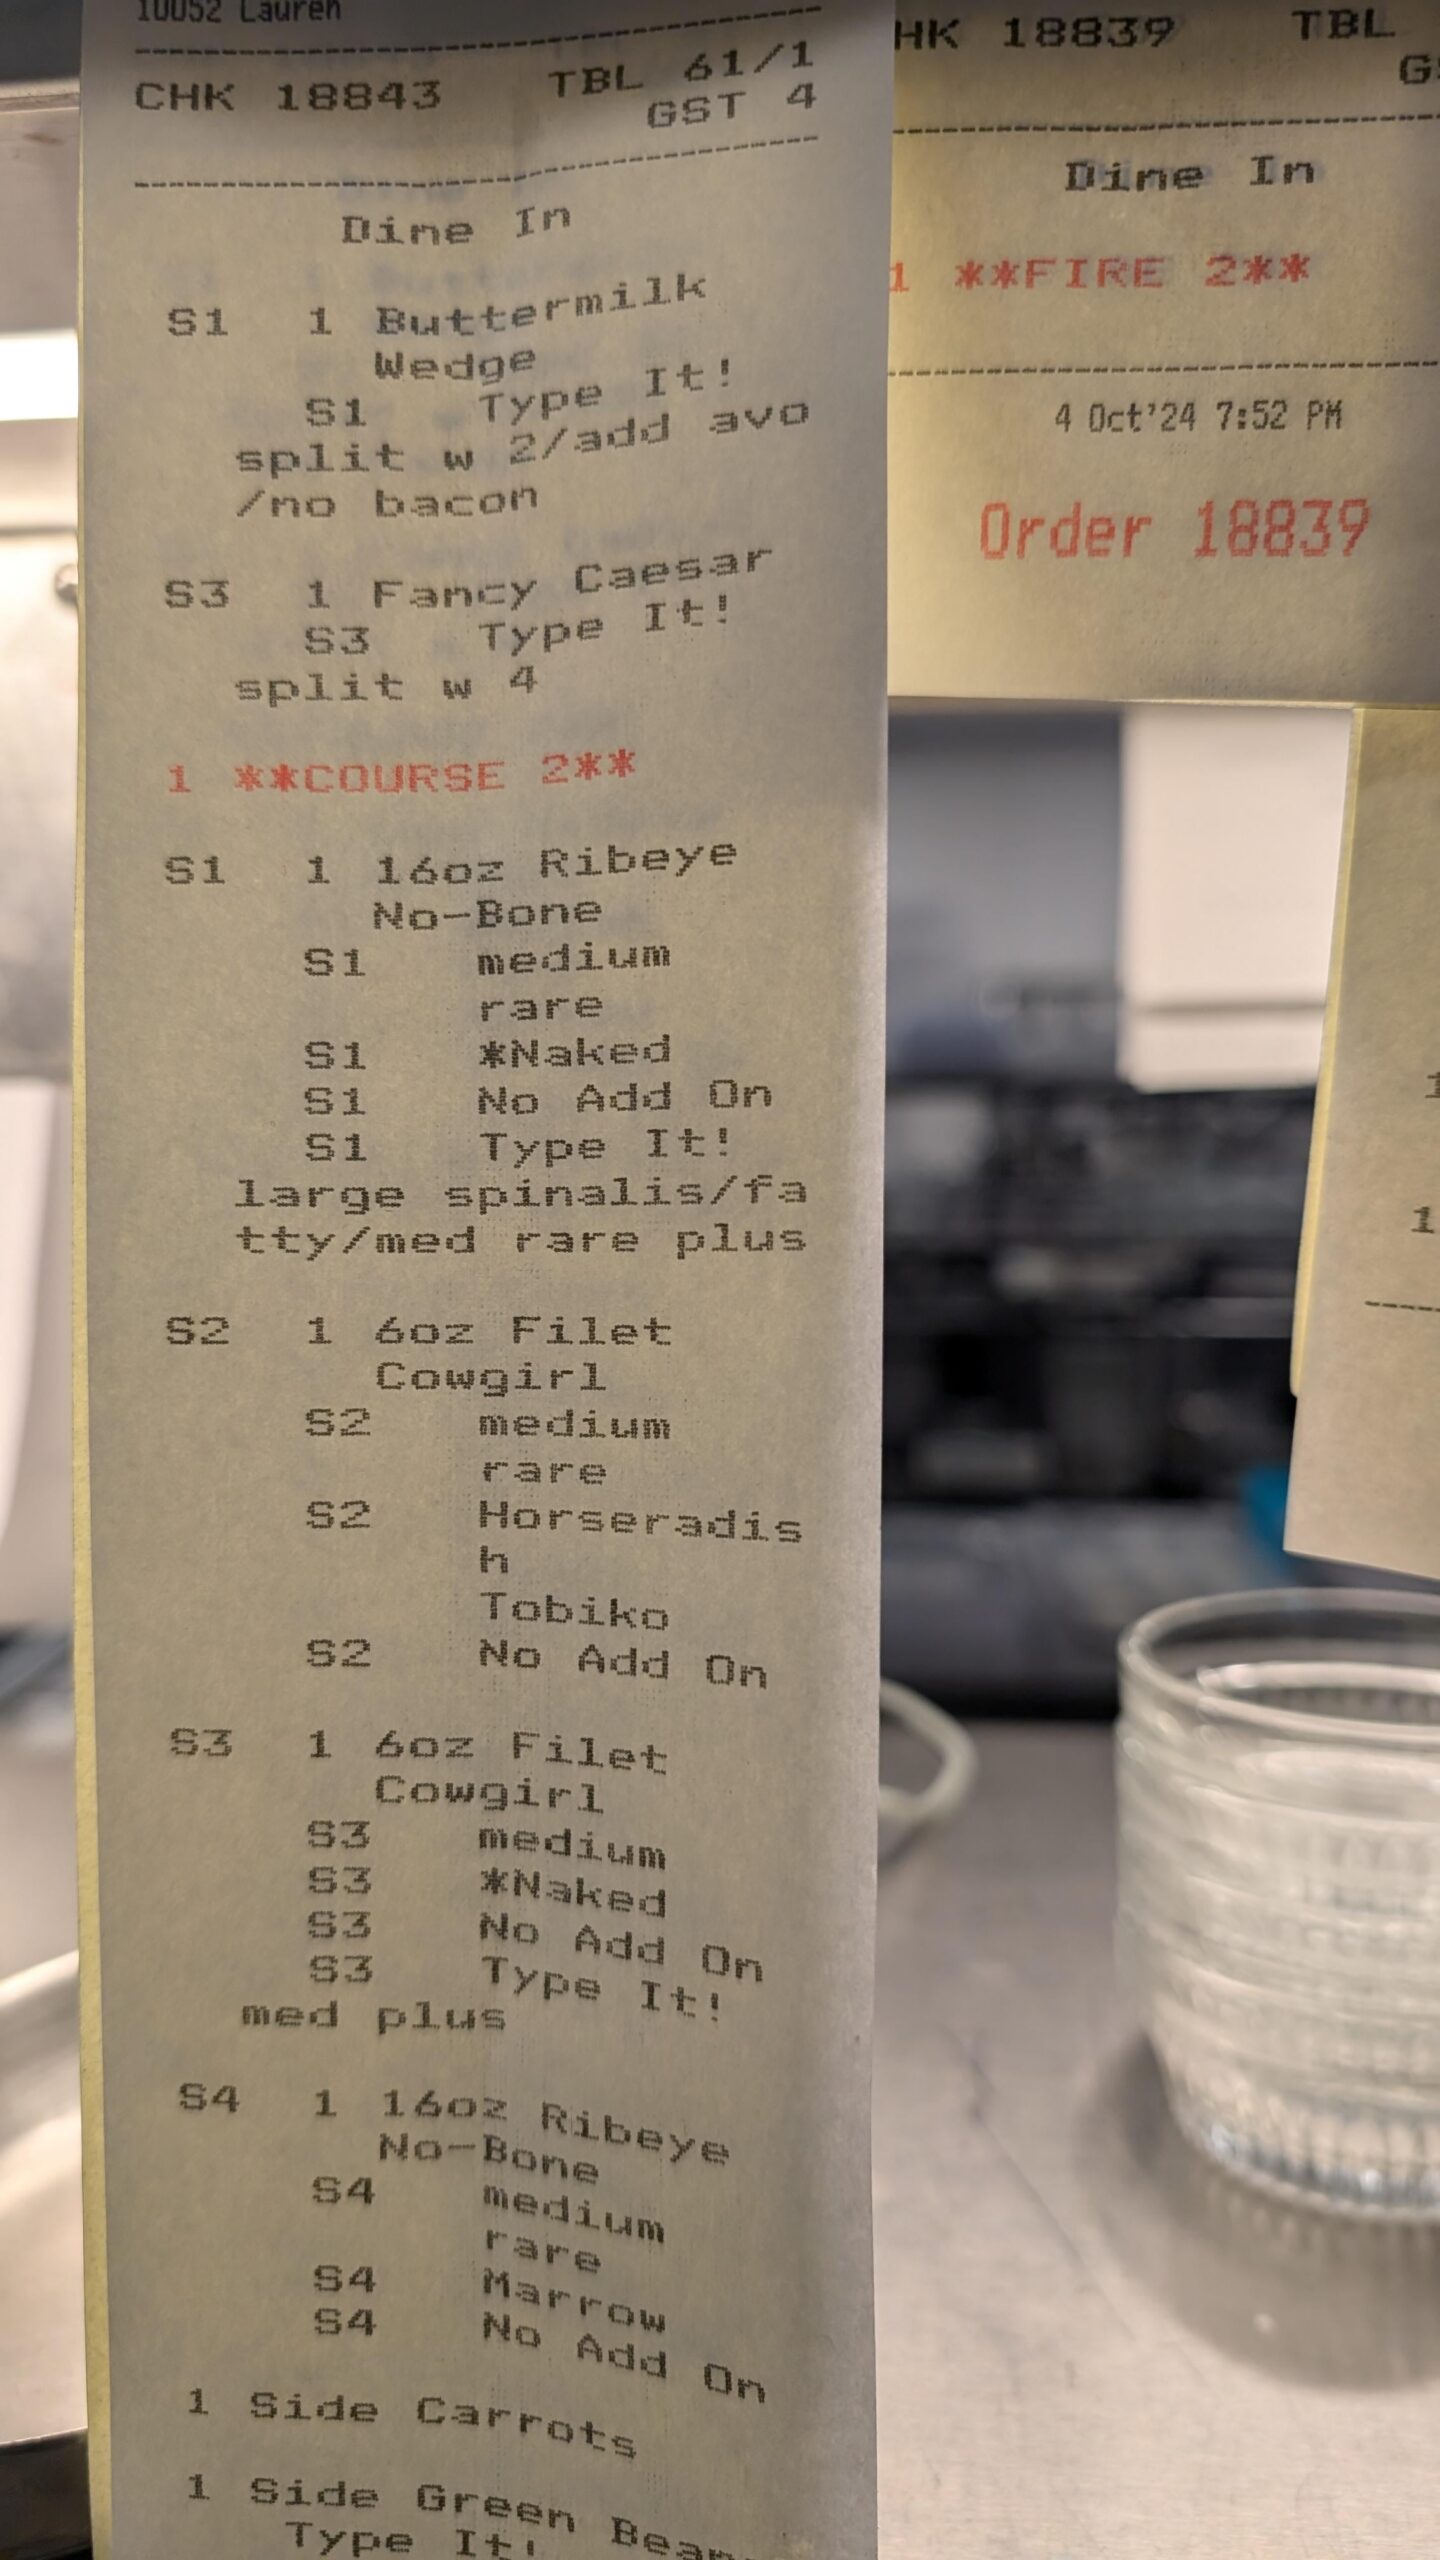 10052 Lauren
CHK 18843 TBL 61/1
GST 4
Dine In
S1 1 Buttermilk
Wedge
S1 Type It!
split w 2/add avo
/no bacon
S3 1 Fancy Caesar
S3 Type It!
split w 4
1 **COURSE 2**
S1 1 16oz Ribeye
No-Bone
S1 medium
rare
S1 *Naked
S1 No Add On
S1 Type It!
large spinalis/fa
tty/med rare plus
S2 1 6oz Filet
Cowgirl
S2 medium
rare
S2 Horseradis
h
Tobiko
S2 No Add On
S3 1 6oz Filet
Cowgirl
S3 medium
S3 *Naked
S3 No Add On
S3 Type It!
med plus
S4 1 16oz Ribeye
No-Bone
S4 medium
rare
S4 Marrow
S4 No Add On
1 Side Carrots
1 Side Green
Type It!
HK 18839 TBL
Dine In
1 **FIRE 2**
4 Oct'24 7:52 PM
Order 18839
1
1